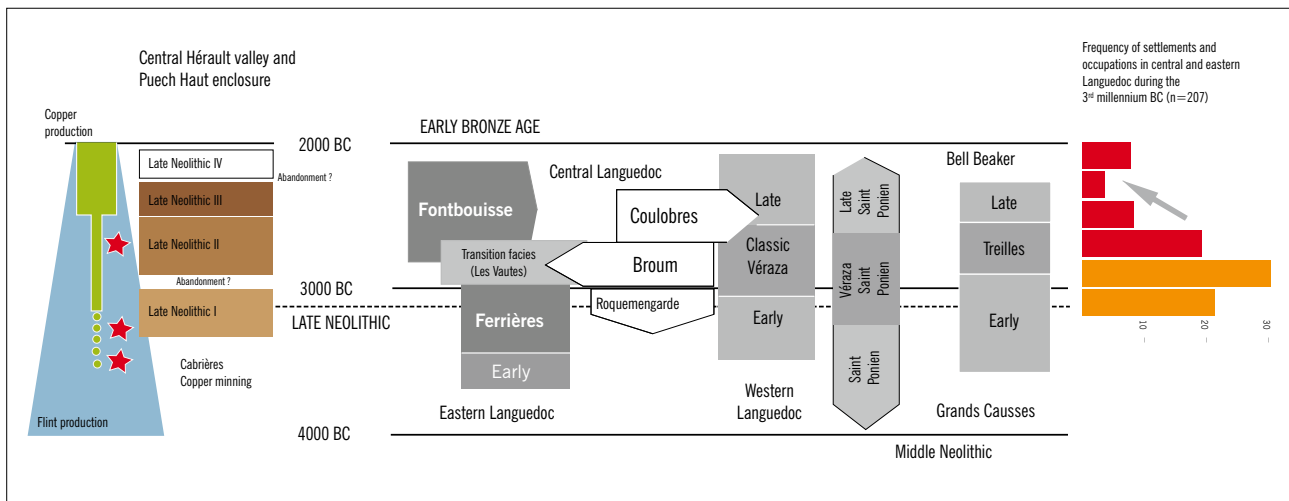 Central Hérault valley and
Puech Haut enclosure
Copper
production
Late Neolithic IV
Abandonment ?
Late Neolithic III
Late Neolithic II
Abandonment ?
Late Neolithic I
Cabrières
Copper minning
Flint production
2000 BC
3000 BC
LATE NEOLITHIC
4000 BC
EARLY BRONZE AGE
Fontbouisse
Central Languedoc
Coulobres
Transition facies
(Les Vautes)
Broum
Roquemengarde
Ferrières
Early
Eastern Languedoc
Late
Classic
Véraza
Early
Western
Languedoc
Late
Saint
Ponien
Véraza
Saint
Ponien
Saint
Ponien
Bell Beaker
Late
Treilles
Early
Grands Causses
Middle Neolithic
Frequency of settlements and
occupations in central and eastern
Languedoc during the
3rd millennium BC (n=207)
10 –
20 –
30 –